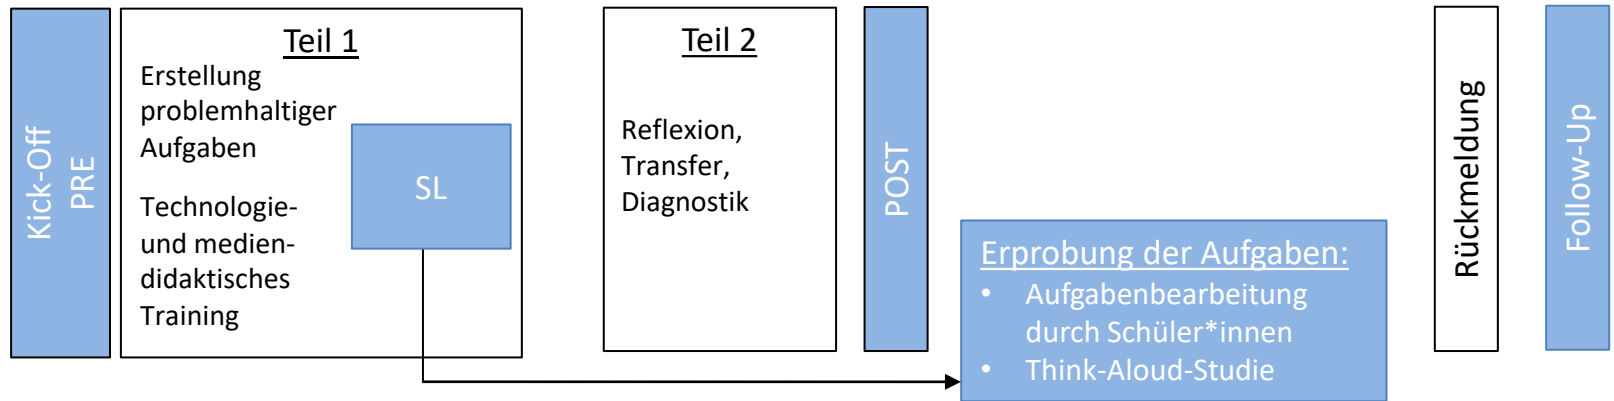 Kick-Off
PRE
Teil 1
Erstellung
problemhaltiger
Aufgaben
Technologie-
und medien-
didaktisches
Training
SL
Teil 2
Reflexion,
Transfer,
Diagnostik
POST
Erprobung der Aufgaben:
• Aufgabenbearbeitung
durch Schüler*innen
• Think-Aloud-Studie
Rückmeldung
Follow-Up